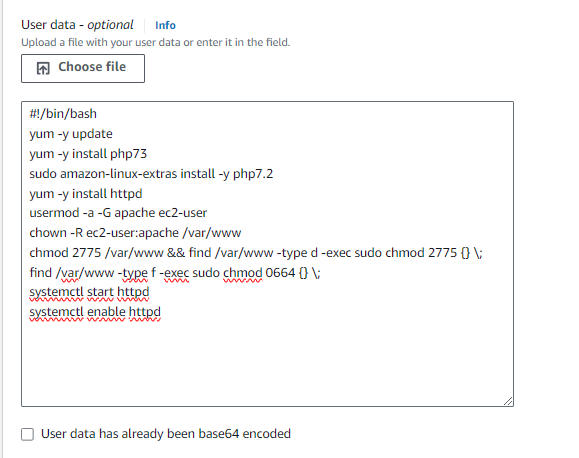 User data - optional Info
Upload a file with your user data or enter it in the field.
Choose file
#!/bin/bash
yum -y update
yum -y install php73
sudo amazon-linux-extras install -y php7.2
yum -y install httpd
usermod -a -G apache ec2-user
chown -R ec2-user:apache /var/www
chmod 2775 /var/www && find /var/www -type d -exec sudo chmod 2775 {} \;
find /var/www -type f -exec sudo chmod 0664 {} \;
systemctl start httpd
systemctl enable httpd
User data has already been base64 encoded